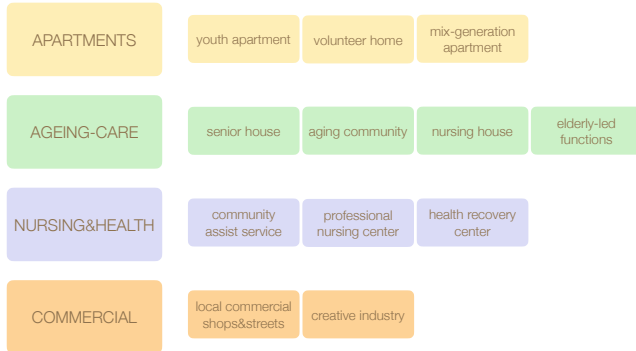 APARTMENTS
youth apartment
volunteer home
mix-generation
apartment
AGEING-CARE
senior house
aging community
nursing house
elderly-led
functions
NURSING&HEALTH
community
assist service
professional
nursing center
health recovery
center
COMMERCIAL
local commercial
shops&streets
creative industry